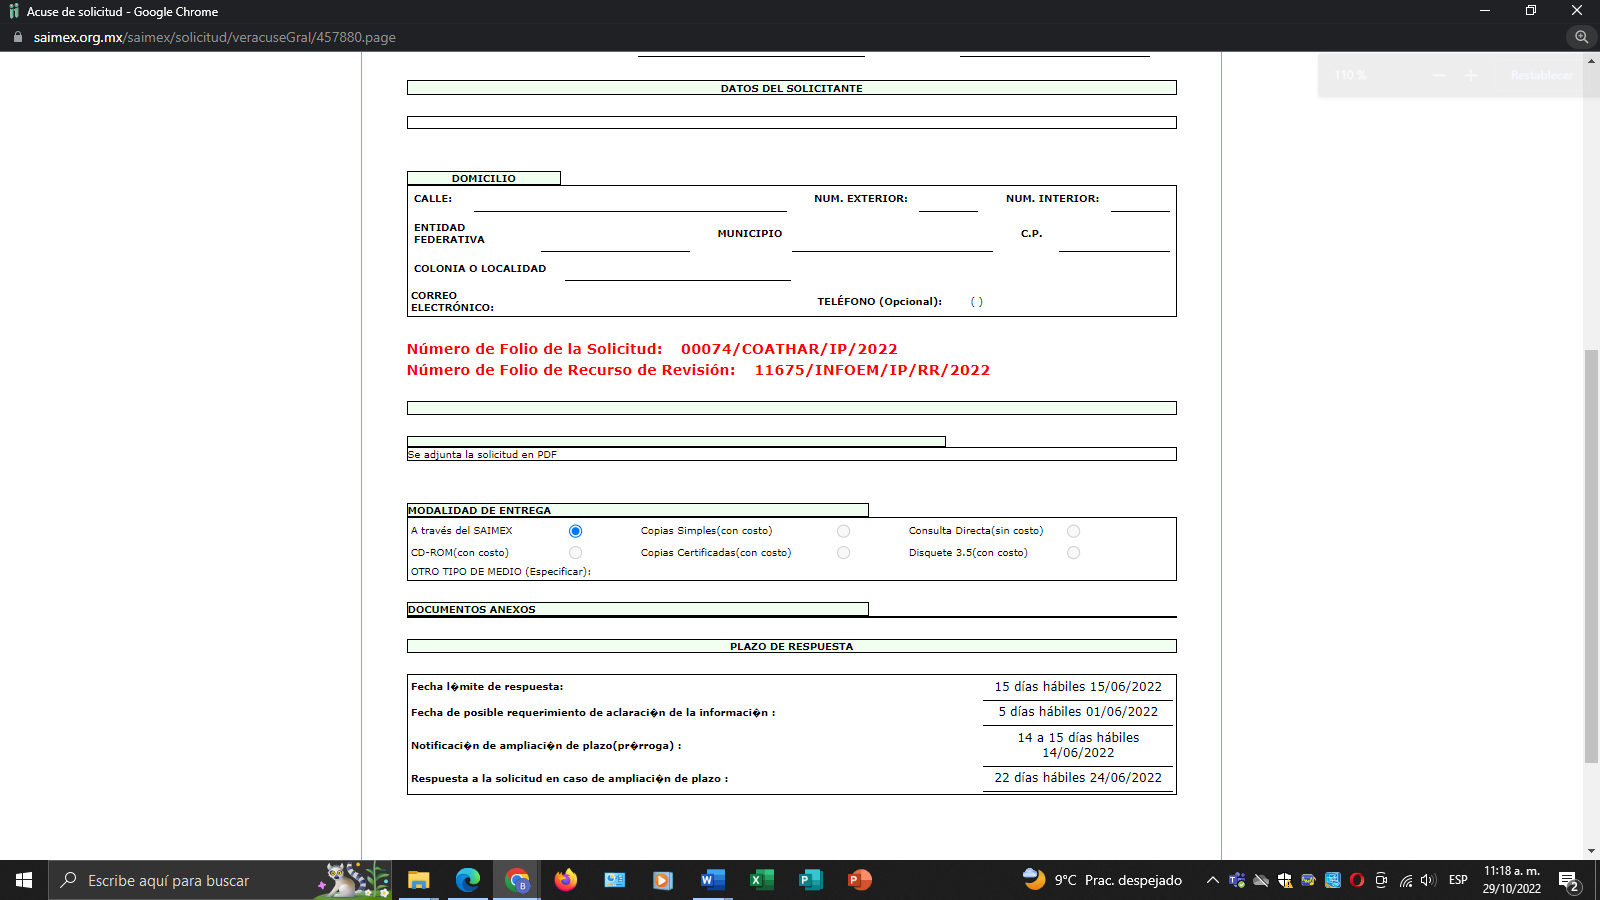 Acuse de solicitud - Google Chrome
saimex.org.mx/saimex/solicitud/veracuseGral/457880.page
110 %
Restablecer
DATOS DEL SOLICITANTE
DOMICILIO
CALLE: NUM. EXTERIOR: NUM. INTERIOR:
ENTIDAD
FEDERATIVA MUNICIPIO C.P.
COLONIA O LOCALIDAD
CORREO
ELECTRÓNICO: TELÉFONO (Opcional): ( )
Número de Folio de la Solicitud: 00074/COATHAR/IP/2022
Número de Folio de Recurso de Revisión: 11675/INFOEM/IP/RR/2022
Se adjunta la solicitud en PDF
MODALIDAD DE ENTREGA
A través del SAIMEX Copias Simples(con costo) Consulta Directa(sin costo)
CD-ROM(con costo) Copias Certificadas(con costo) Disquete 3.5(con costo)
OTRO TIPO DE MEDIO (Especificar):
DOCUMENTOS ANEXOS
PLAZO DE RESPUESTA
Fecha l�mite de respuesta: 15 días hábiles 15/06/2022
Fecha de posible requerimiento de aclaraci�n de la informaci�n : 5 días hábiles 01/06/2022
Notificaci�n de ampliaci�n de plazo(pr�rroga) : 14 a 15 días hábiles
14/06/2022
Respuesta a la solicitud en caso de ampliaci�n de plazo : 22 días hábiles 24/06/2022
Escribe aquí para buscar
9°C Prac. despejado
ESP
11:18 a. m.
29/10/2022
2